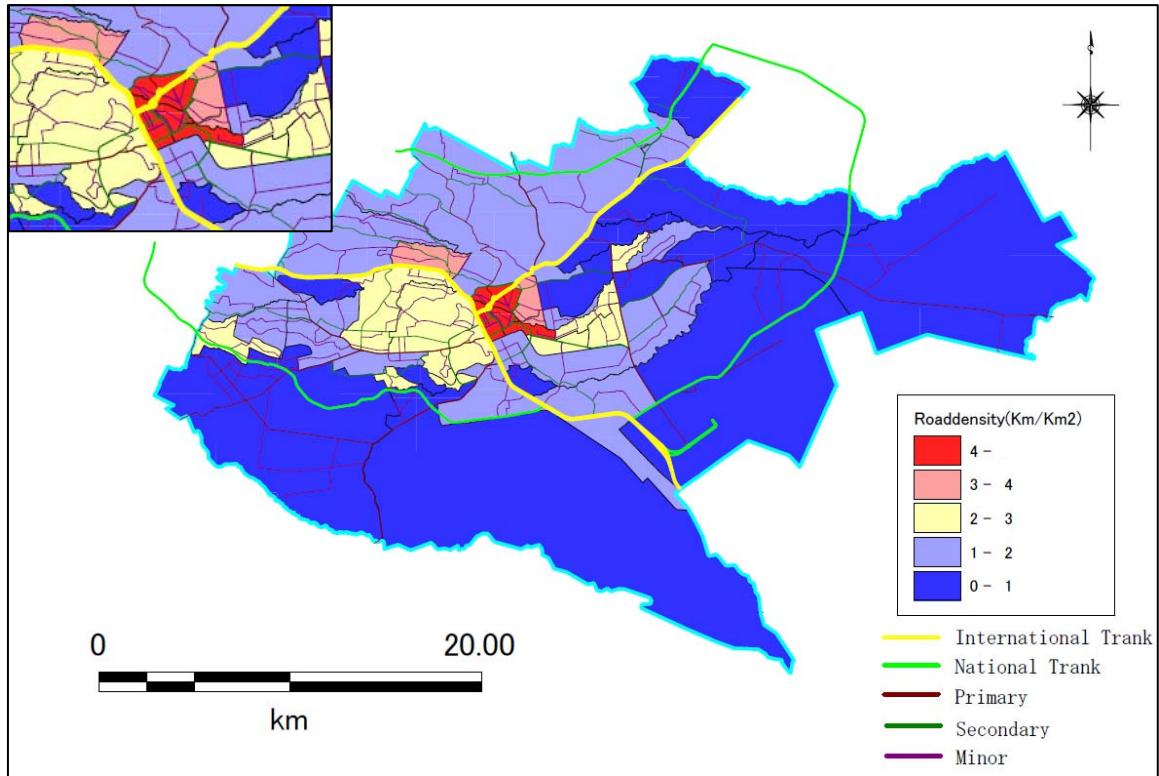 Roaddensity(Km/Km2)
4 -
3 - 4
2 - 3
1 - 2
0 - 1
0 20.00
km
International Trank
National Trank
Primary
Secondary
Minor